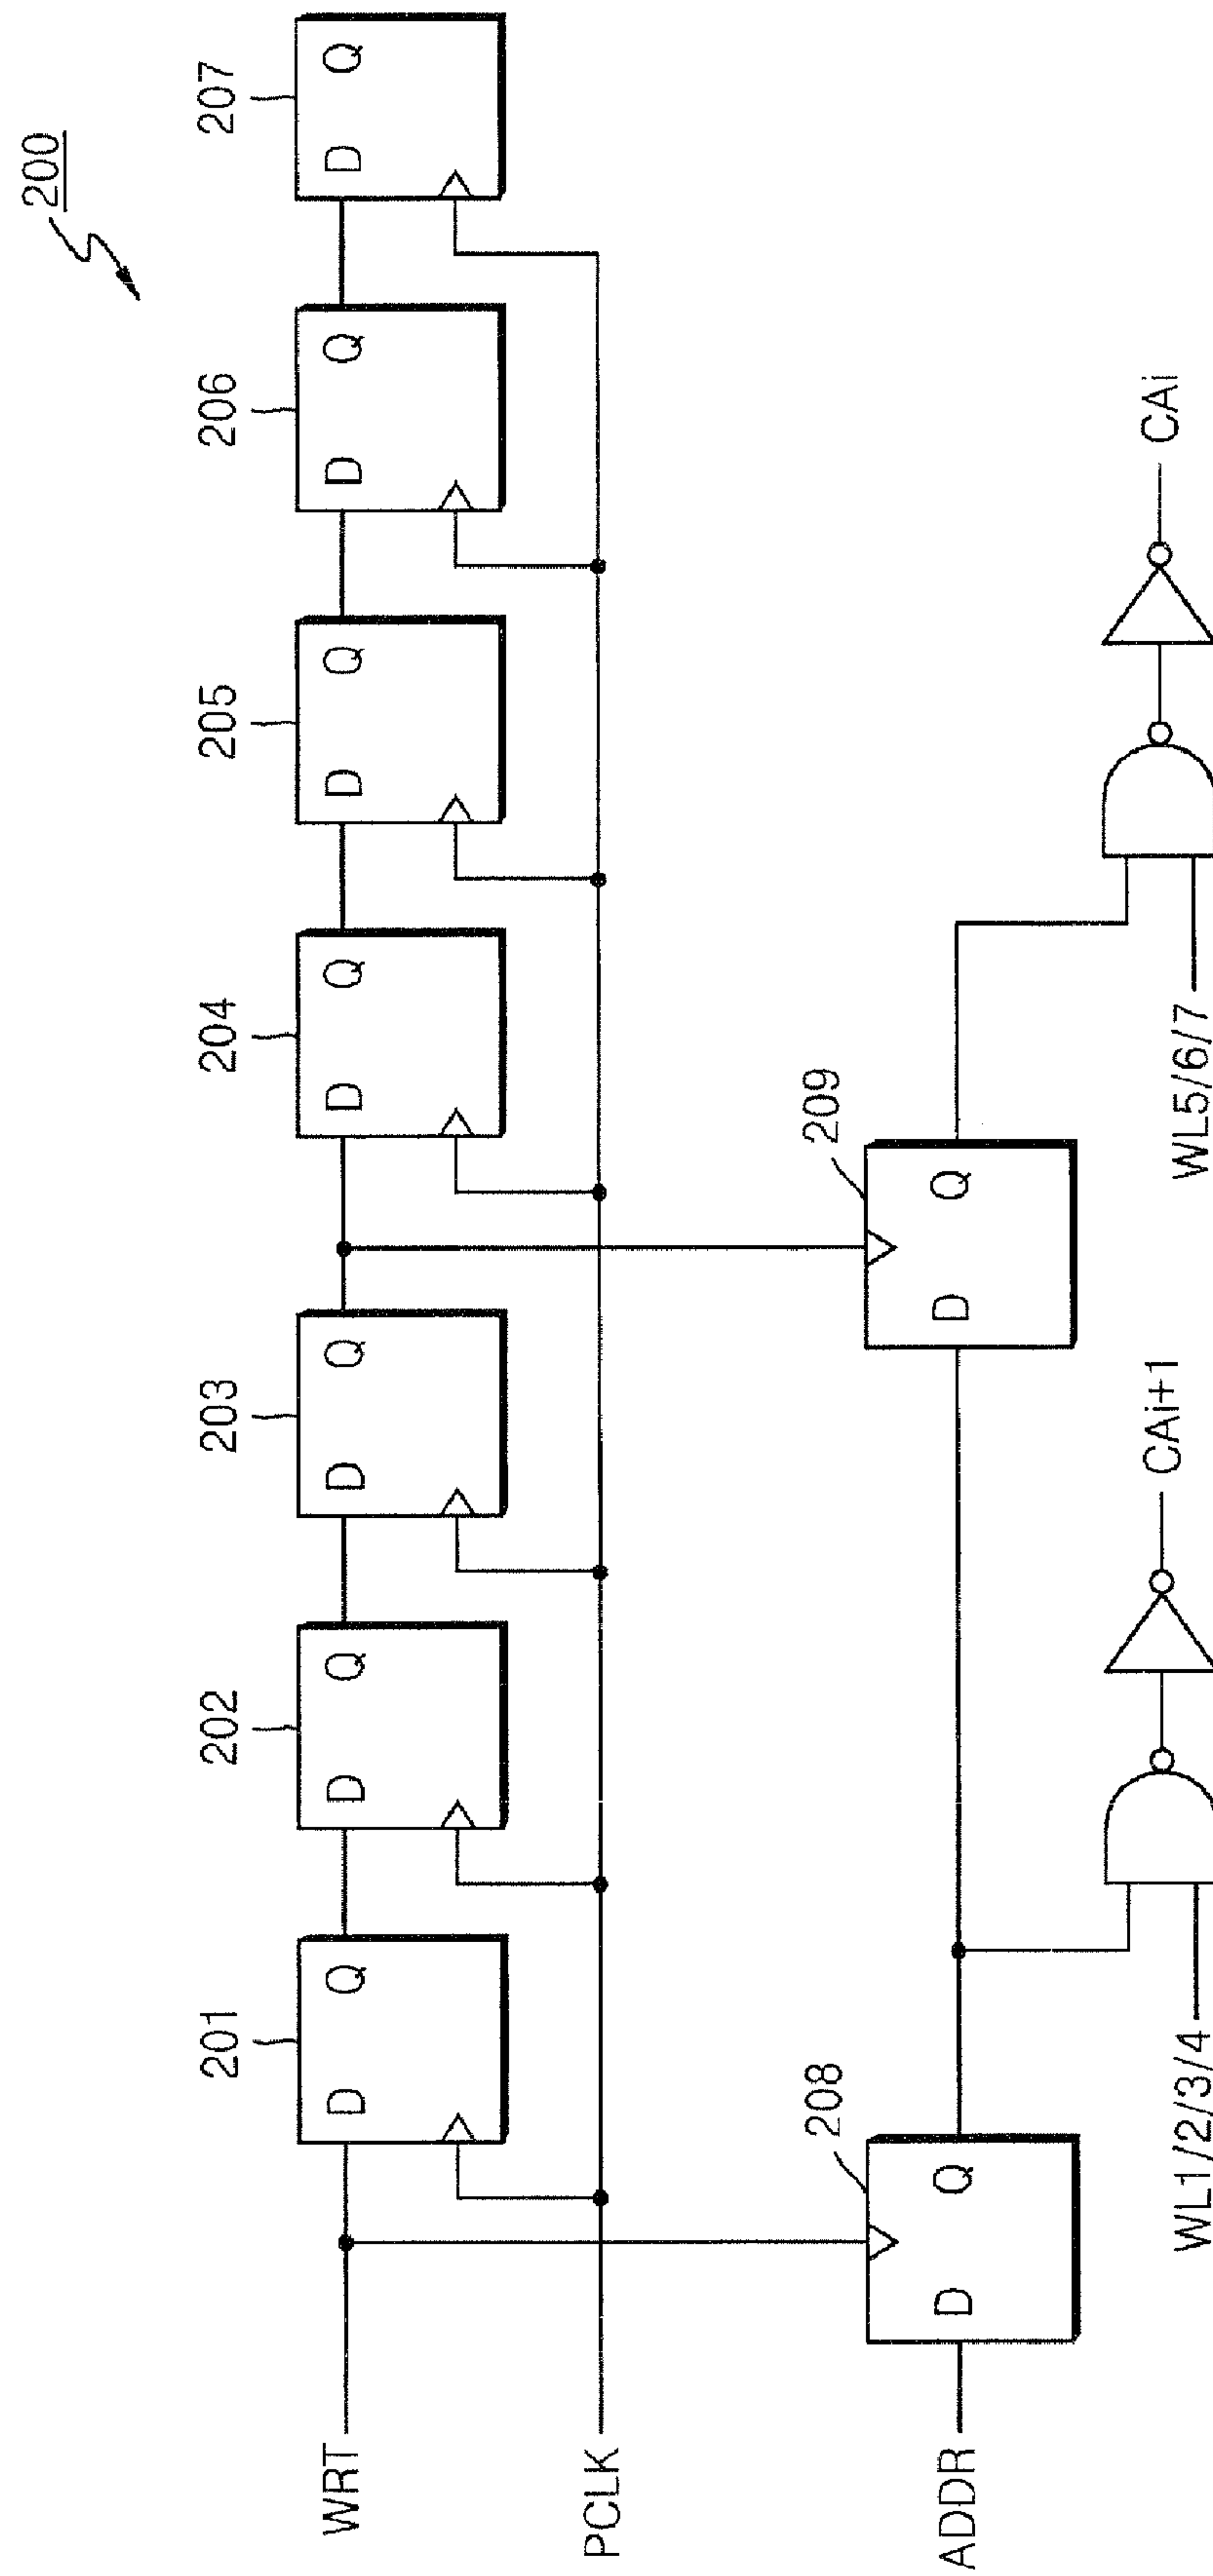 200
201 202 203 204 205 206 207
D Q D Q D Q D Q D Q D Q D Q
WRT
PCLK
208 209
D Q D Q
ADDR
CAi+1 CAi
WL1/2/3/4 WL5/6/7